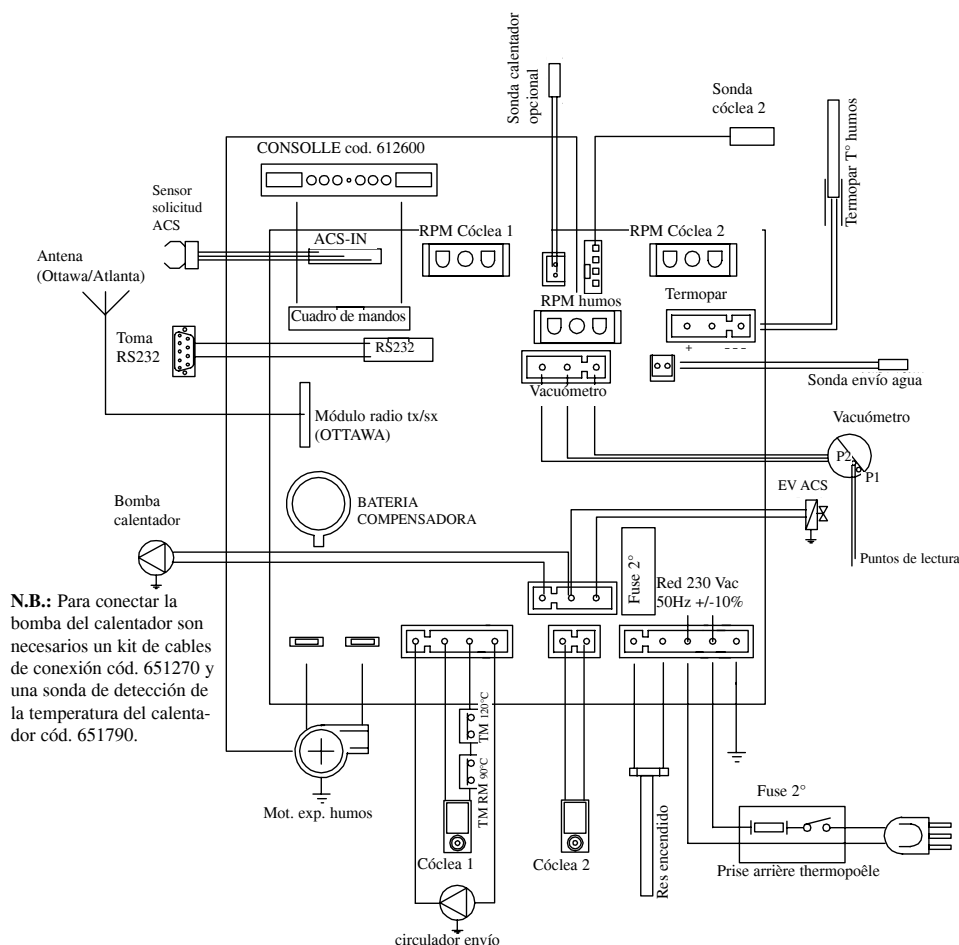 Sonda calentador
opcional
Sonda
cóclea 2
Termopar T° humos
CONSOLLE cod. 612600
Sensor
solicitud
ACS
ACS-IN
RPM Cóclea 1
RPM Cóclea 2
Antena
(Ottawa/Atlanta)
RPM humos
Termopar
+
---
Cuadro de mandos
Toma
RS232
RS232
Sonda envío agua
Vacuómetro
Módulo radio tx/sx
(OTTAWA)
Vacuómetro
P2
P1
EV ACS
Bomba
calentador
BATERIA
COMPENSADORA
Puntos de lectura
Fuse 2°
Red 230 Vac
50Hz +/-10%
N.B.: Para conectar la
bomba del calentador son
necesarios un kit de cables
de conexión cód. 651270 y
una sonda de detección de
la temperatura del calenta-
dor cód. 651790.
TM 120°C
TM RM 90°C
Mot. exp. humos
Fuse 2°
Cóclea 1
Cóclea 2
Res encendido
Prise arrière thermopoêle
circulador envío